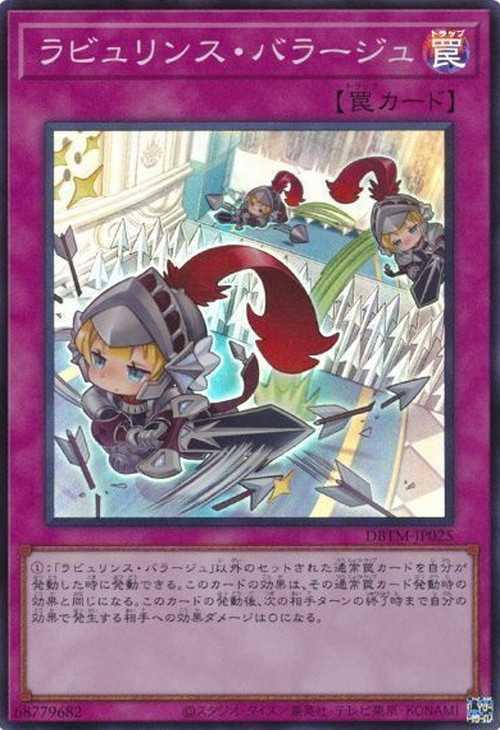 ラビュリンス・バラージュ
トラップ
罠
【罠カード】
DBTM-JP025
①：「ラビュリンス・バラージュ」以外のセットされた通常罠カードを自分が
発動した時に発動できる。このカードの効果は、その通常罠カード発動時の
効果と同じになる。このカードの発動後、次の相手ターンの終了時まで自分の
効果で発生する相手への効果ダメージは０になる。
68779682
©スタジオ・ダイス／集英社・テレビ東京・KONAMI